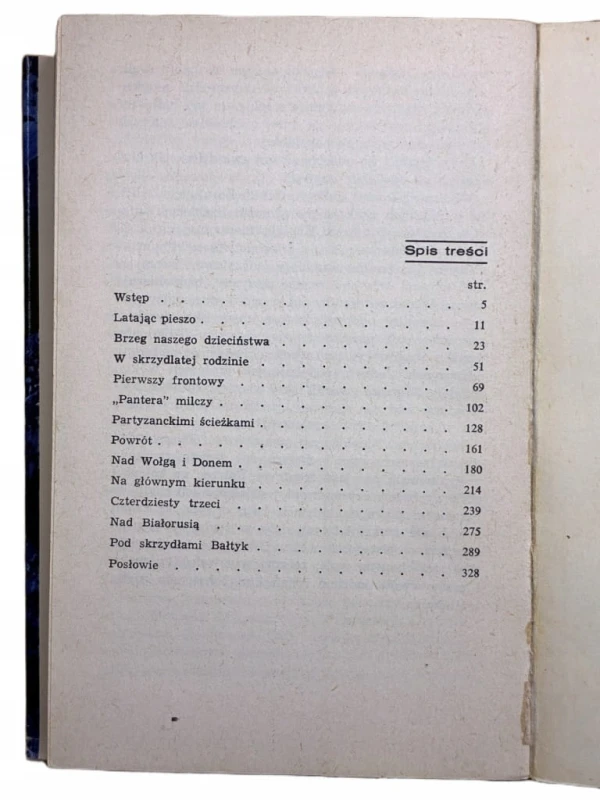 Spis treści
str.
Wstęp . . . . . . . . . . . . . 5
Latając pieszo . . . . . . . . . . . 11
Brzeg naszego dzieciństwa . . . . . . . . 23
W skrzydlatej rodzinie . . . . . . . . . 51
Pierwszy frontowy . . . . . . . . . . 69
„Pantera” milczy . . . . . . . . . . 102
Partyzanckimi ścieżkami . . . . . . . . . 128
Powrót . . . . . . . . . . . . . 161
Nad Wołgą i Donem . . . . . . . . . . 180
Na głównym kierunku . . . . . . . . . 214
Czterdziesty trzeci . . . . . . . . . . 239
Nad Białorusią . . . . . . . . . . 275
Pod skrzydłami Bałtyk . . . . . . . . . 289
Posłowie . . . . . . . . . . . . 328